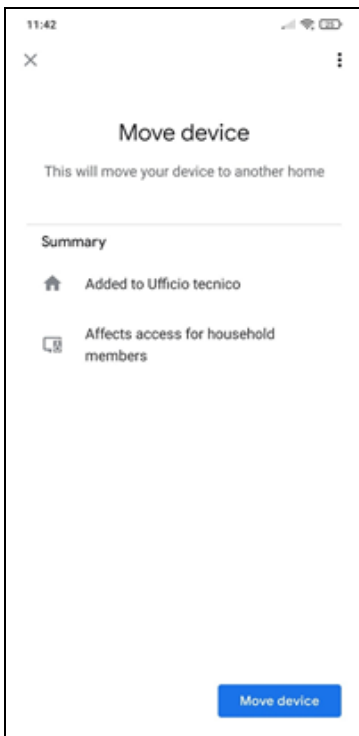 11:42
25
Move device
This will move your device to another home
Summary
Added to Ufficio tecnico
Affects access for household
members
Move device